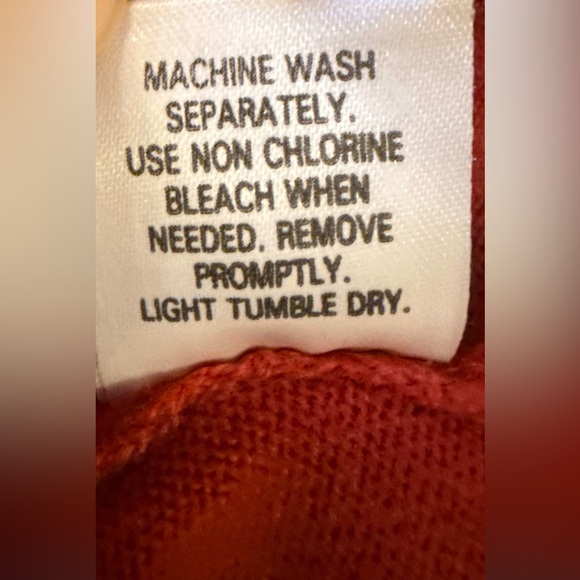 MACHINE WASH
SEPARATELY.
USE NON CHLORINE
BLEACH WHEN
NEEDED. REMOVE
PROMPTLY.
LIGHT TUMBLE DRY.